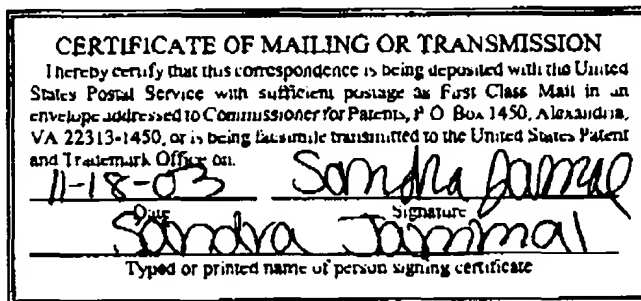 CERTIFICATE OF MAILING OR TRANSMISSION
I hereby certify that this correspondence is being deposited with the United
States Postal Service with sufficient postage as First Class Mail in an
envelope addressed to Commissioner for Patents, P O Box 1450, Alexandria,
VA 22313-1450, or is being facsimile transmitted to the United States Patent
and Trademark Office on.
11-18-03 Sandra Jammal
Date Signature
Sandra Jammal
Typed or printed name of person signing certificate